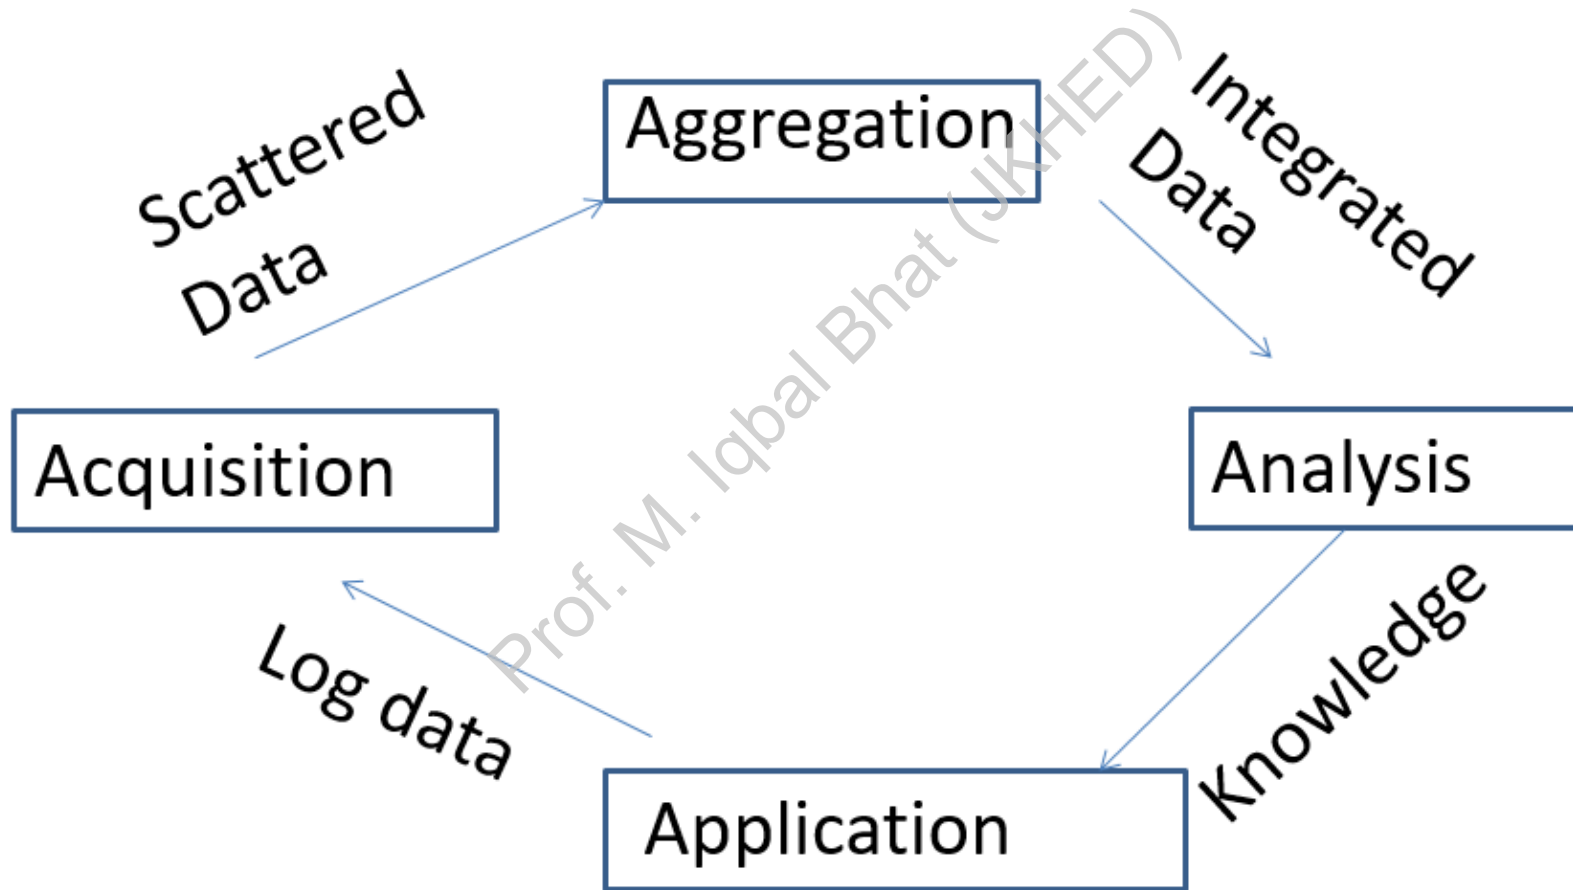 Scattered
Data
Aggregation
Integrated
Data
Acquisition
Analysis
Log data
Knowledge
Application
Prof. M. Iqbal Bhat (JKHED)